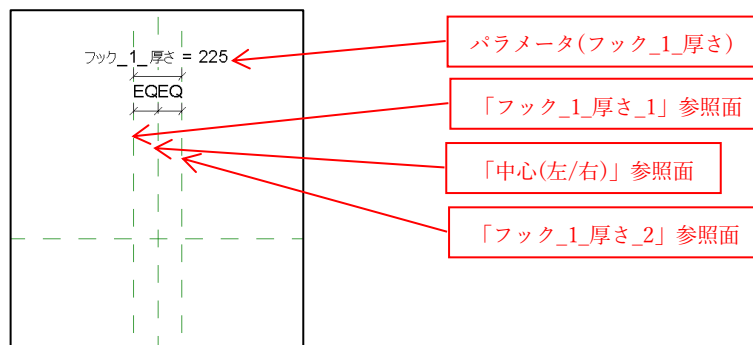 フック_1_厚さ = 225
EQEQ
パラメータ(フック_1_厚さ)
「フック_1_厚さ_1」参照面
「中心(左/右)」参照面
「フック_1_厚さ_2」参照面